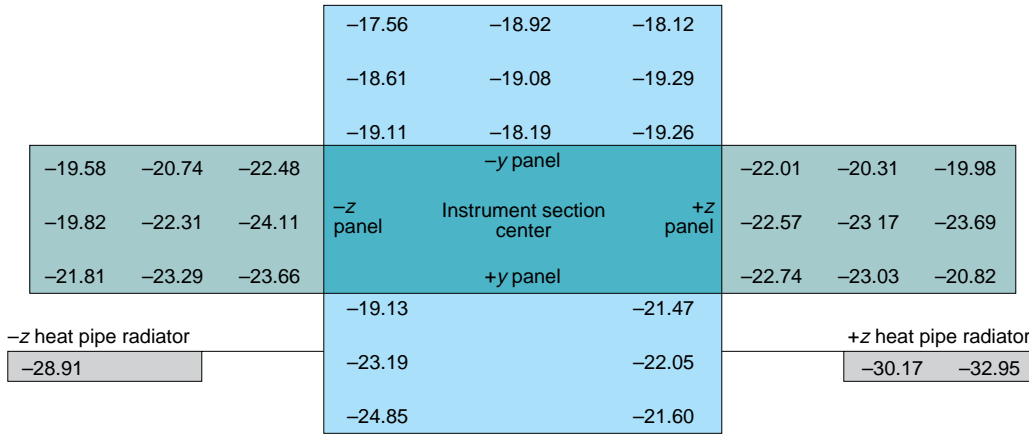 –17.56 –18.92 –18.12
–18.61 –19.08 –19.29
–19.11 –18.19 –19.26
–19.58 –20.74 –22.48 –y panel –22.01 –20.31 –19.98
–19.82 –22.31 –24.11 –z panel Instrument section center +z panel –22.57 –23 17 –23.69
–21.81 –23.29 –23.66 +y panel –22.74 –23.03 –20.82
–19.13 –21.47
–z heat pipe radiator +z heat pipe radiator
–28.91 –23.19 –22.05 –30.17 –32.95
–24.85 –21.60